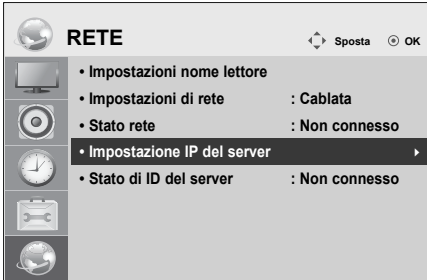 RETE
Sposta
OK
• Impostazioni nome lettore
• Impostazioni di rete : Cablata
• Stato rete : Non connesso
• Impostazione IP del server
• Stato di ID del server : Non connesso